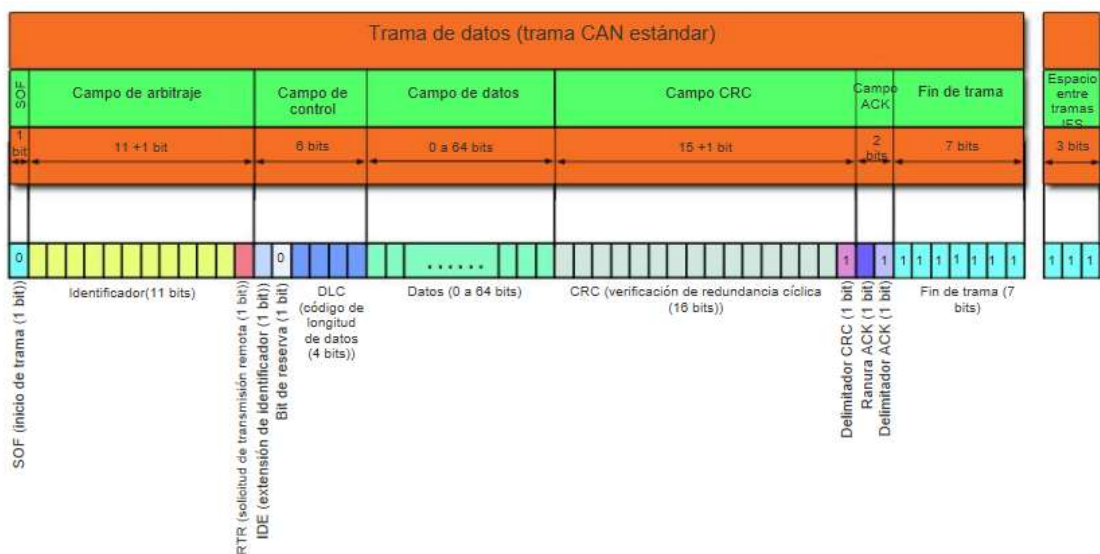 Trama de datos (trama CAN estándar)
SOF
Campo de arbitraje
Campo de
control
Campo de datos
Campo CRC
Campo
ACK
Fin de trama
Espacio
entre
tramas
IFS
1
bit
11 +1 bit
6 bits
0 a 64 bits
15 +1 bit
2
bits
7 bits
3 bits
0
0
......
1
1
1
1
1
1
1
1
1
1
1
1
Identificador(11 bits)
DLC
(código de
longitud
de datos
(4 bits))
Datos (0 a 64 bits)
CRC (verificación de redundancia cíclica
(16 bits))
Fin de trama (7
bits)
SOF (inicio de trama (1 bit))
RTR (solicitud de transmisión remota (1 bit))
IDE (extensión de identificador (1 bit))
Bit de reserva (1 bit)
Delimitador CRC (1 bit)
Ranura ACK (1 bit)
Delimitador ACK (1 bit)